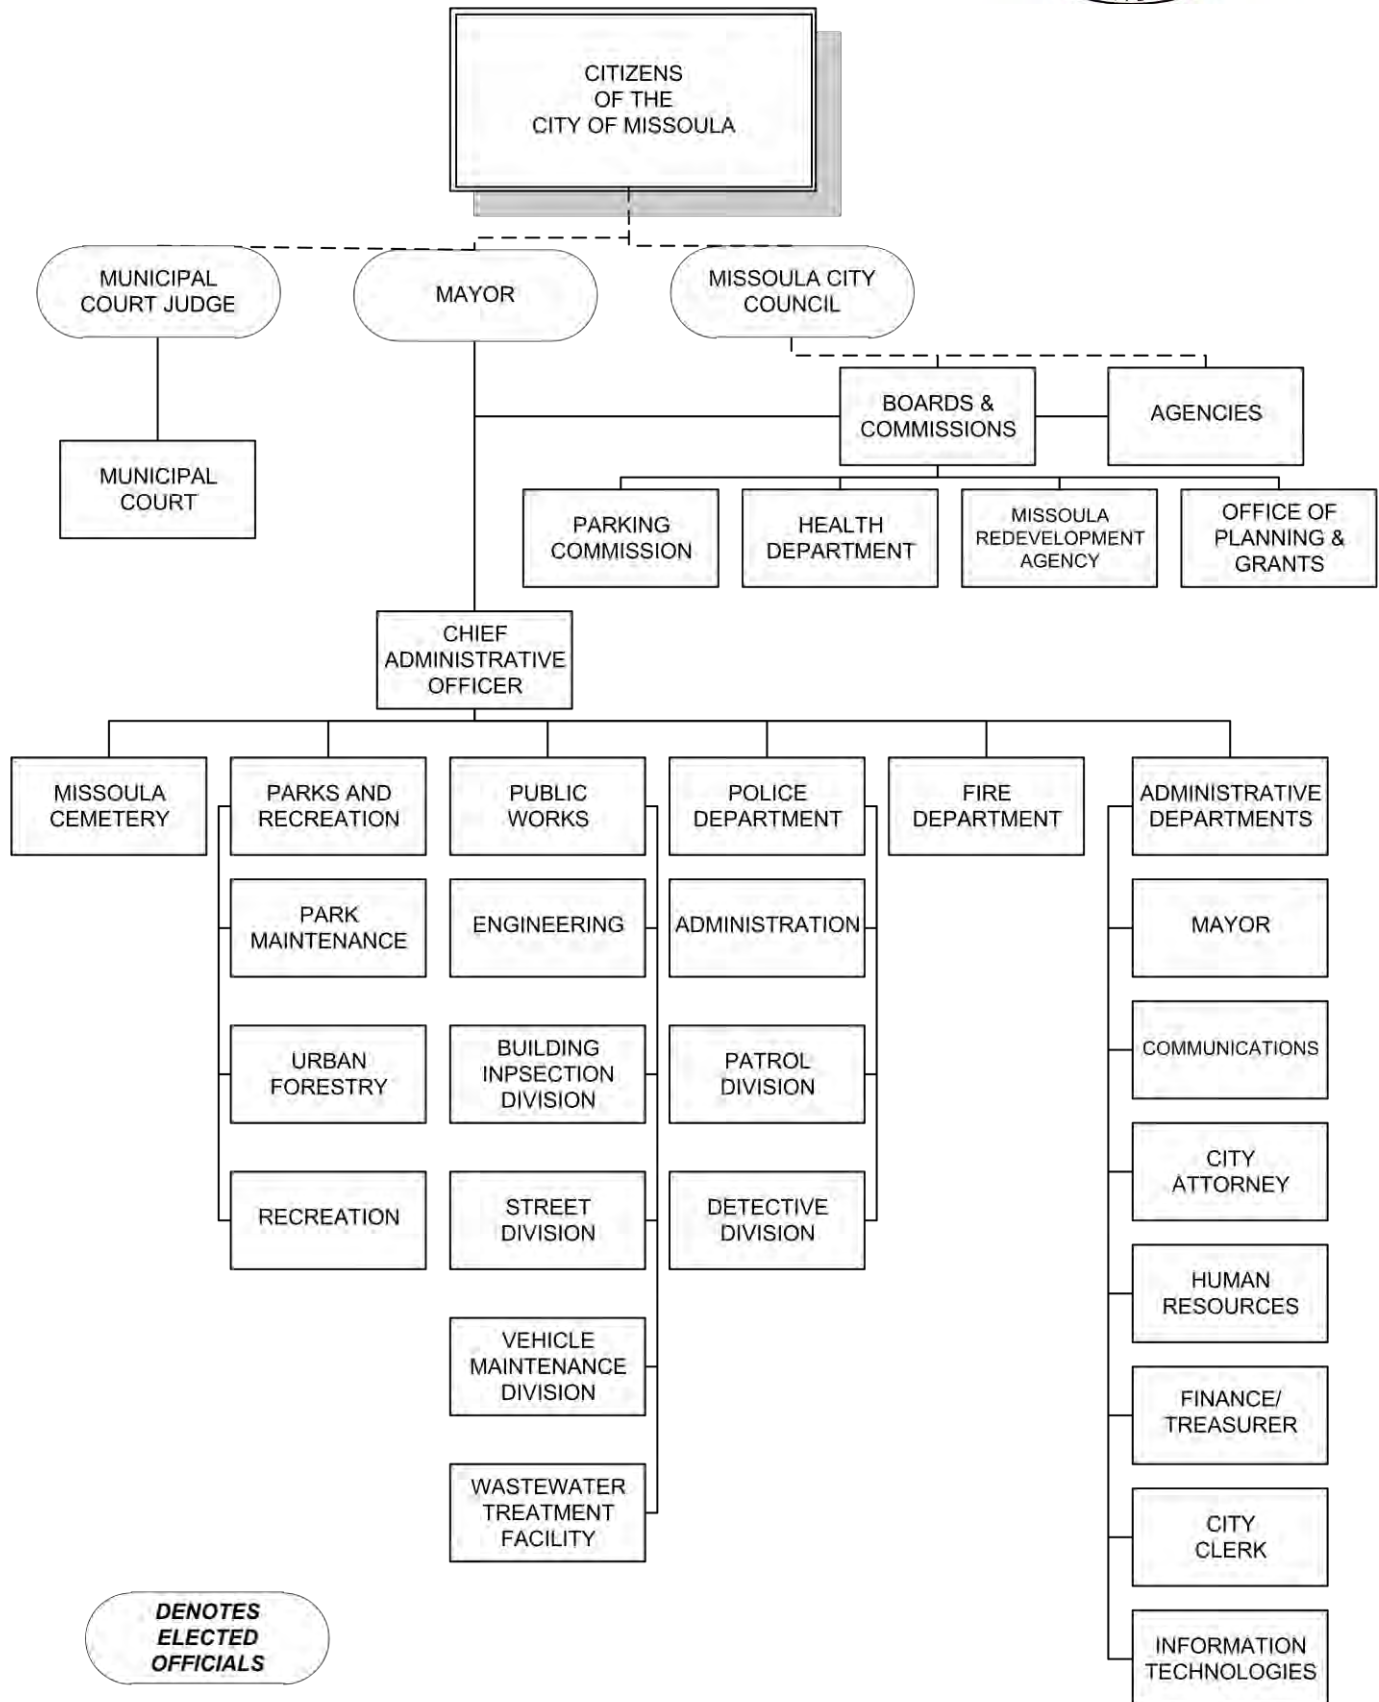 CITIZENS
OF THE
CITY OF MISSOULA
MUNICIPAL
COURT JUDGE
MAYOR
MISSOULA CITY
COUNCIL
BOARDS &
COMMISSIONS
AGENCIES
MUNICIPAL
COURT
PARKING
COMMISSION
HEALTH
DEPARTMENT
MISSOULA
REDEVELOPMENT
AGENCY
OFFICE OF
PLANNING &
GRANTS
CHIEF
ADMINISTRATIVE
OFFICER
MISSOULA
CEMETERY
PARKS AND
RECREATION
PUBLIC
WORKS
POLICE
DEPARTMENT
FIRE
DEPARTMENT
ADMINISTRATIVE
DEPARTMENTS
PARK
MAINTENANCE
ENGINEERING
ADMINISTRATION
MAYOR
URBAN
FORESTRY
BUILDING
INPSECTION
DIVISION
PATROL
DIVISION
COMMUNICATIONS
CITY
ATTORNEY
RECREATION
STREET
DIVISION
DETECTIVE
DIVISION
HUMAN
RESOURCES
VEHICLE
MAINTENANCE
DIVISION
FINANCE/
TREASURER
WASTEWATER
TREATMENT
FACILITY
CITY
CLERK
DENOTES
ELECTED
OFFICIALS
INFORMATION
TECHNOLOGIES